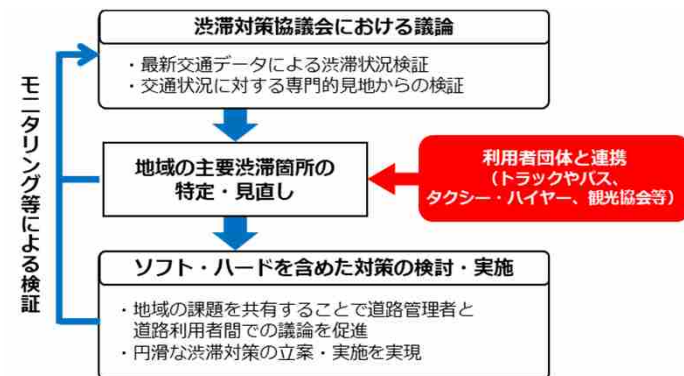 渋滞対策協議会における議論
・最新交通データによる渋滞状況検証
・交通状況に対する専門的見地からの検証
モニタリング等による検証
地域の主要渋滞箇所の
特定・見直し
利用者団体と連携
(トラックやバス、
タクシー・ハイヤー、観光協会等)
ソフト・ハードを含めた対策の検討・実施
・地域の課題を共有することで道路管理者と
道路利用者間での議論を促進
・円滑な渋滞対策の立案・実施を実現